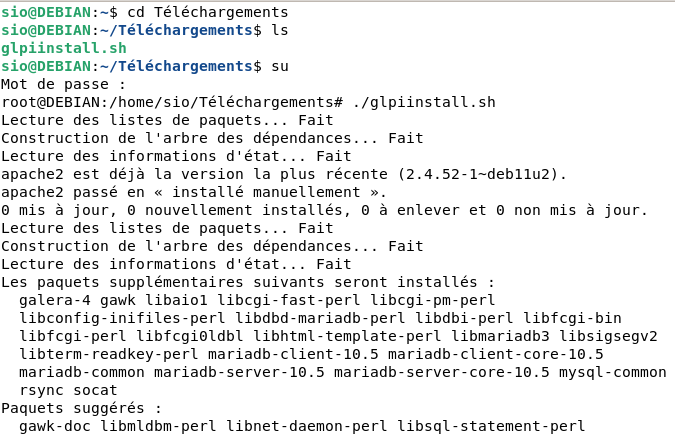 sio@DEBIAN:~$ cd Téléchargements
sio@DEBIAN:~/Téléchargements$ ls
glpiinstall.sh
sio@DEBIAN:~/Téléchargements$ su
Mot de passe :
root@DEBIAN:/home/sio/Téléchargements# ./glpiinstall.sh
Lecture des listes de paquets... Fait
Construction de l'arbre des dépendances... Fait
Lecture des informations d'état... Fait
apache2 est déjà la version la plus récente (2.4.52-1~deb11u2).
apache2 passé en « installé manuellement ».
0 mis à jour, 0 nouvellement installés, 0 à enlever et 0 non mis à jour.
Lecture des listes de paquets... Fait
Construction de l'arbre des dépendances... Fait
Lecture des informations d'état... Fait
Les paquets supplémentaires suivants seront installés :
  galera-4 gawk libaio1 libcgi-fast-perl libcgi-pm-perl
  libconfig-inifiles-perl libdbd-mariadb-perl libdbi-perl libfcgi-bin
  libfcgi-perl libfcgi0ldbl libhtml-template-perl libmariadb3 libsigsegv2
  libterm-readkey-perl mariadb-client-10.5 mariadb-client-core-10.5
  mariadb-common mariadb-server-10.5 mariadb-server-core-10.5 mysql-common
  rsync socat
Paquets suggérés :
  gawk-doc libmldbm-perl libnet-daemon-perl libsql-statement-perl